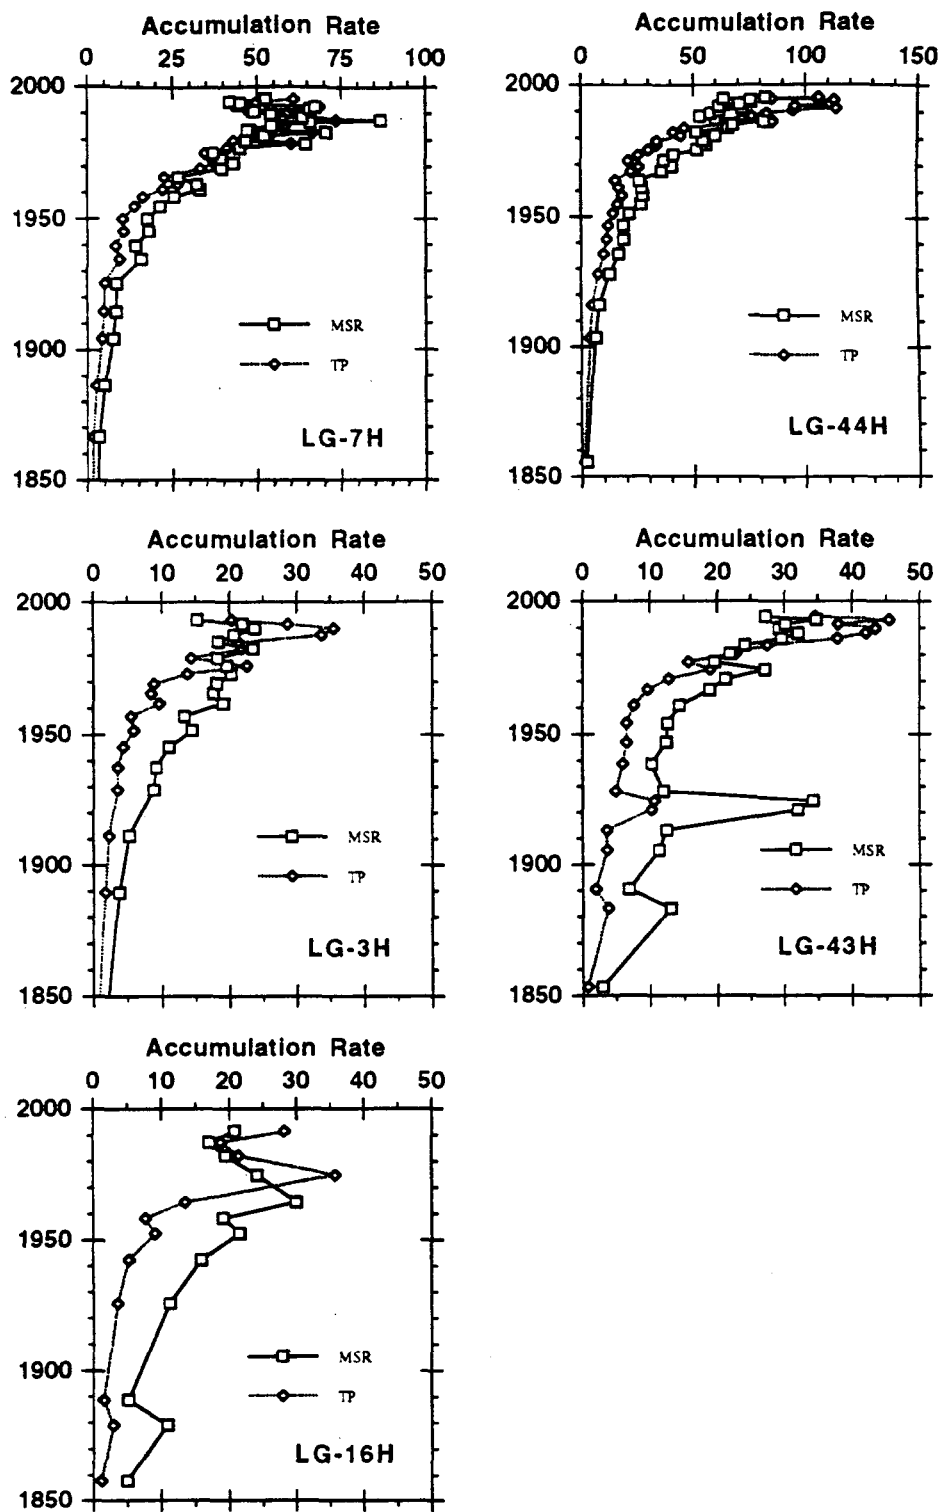 Accumulation Rate
0 25 50 75 100
2000
1950
1900
1850
MSR
TP
LG-7H
Accumulation Rate
0 50 100 150
2000
1950
1900
1850
MSR
TP
LG-44H
Accumulation Rate
0 10 20 30 40 50
2000
1950
1900
1850
MSR
TP
LG-3H
Accumulation Rate
0 10 20 30 40 50
2000
1950
1900
1850
MSR
TP
LG-43H
Accumulation Rate
0 10 20 30 40 50
2000
1950
1900
1850
MSR
TP
LG-16H